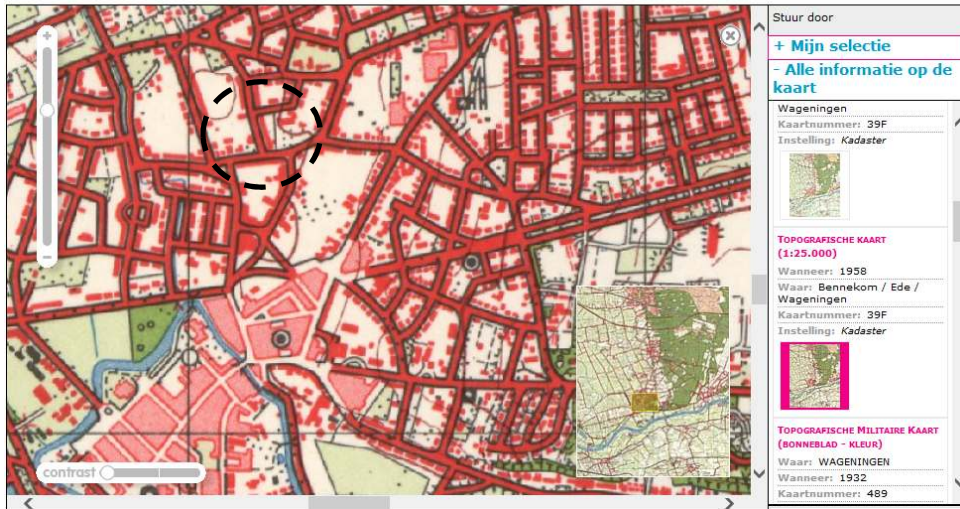 Stuur door
+ Mijn selectie
- Alle informatie op de
kaart
Wageningen
Kaartnummer: 39F
Instelling: Kadaster
TOPOGRAFISCHE KAART
(1:25.000)
Wanneer: 1958
Waar: Bennekom / Ede /
Wageningen
Kaartnummer: 39F
Instelling: Kadaster
TOPOGRAFISCHE MILITAIRE KAART
(BONNEBLAD - KLEUR)
Waar: WAGENINGEN
Wanneer: 1932
Kaartnummer: 489
contrast